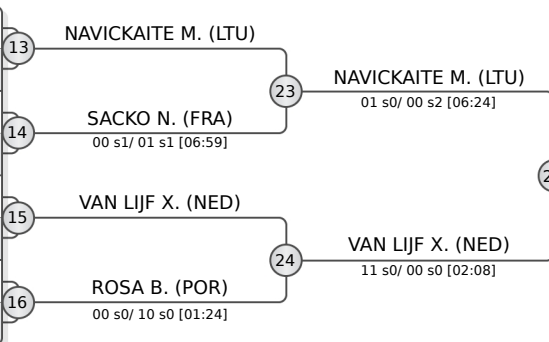 13
NAVICKAITE M. (LTU)
23
NAVICKAITE M. (LTU)
01 s0/ 00 s2 [06:24]
14
SACKO N. (FRA)
00 s1/ 01 s1 [06:59]
15
VAN LIJF X. (NED)
24
VAN LIJF X. (NED)
11 s0/ 00 s0 [02:08]
16
ROSA B. (POR)
00 s0/ 10 s0 [01:24]